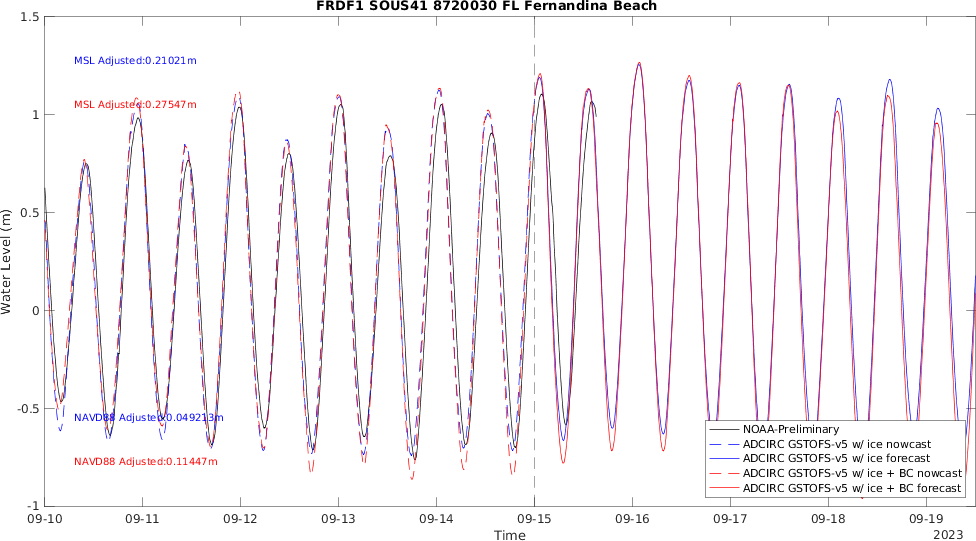 FRDF1 SOUS41 8720030 FL Fernandina Beach
1.5
MSL Adjusted:0.21021m
MSL Adjusted:0.27547m
1
0.5
Water Level (m)
0
-0.5
NAVD88 Adjusted:0.049213m
NAVD88 Adjusted:0.11447m
-1
NOAA-Preliminary
ADCIRC GSTOFS-v5 w/ ice nowcast
ADCIRC GSTOFS-v5 w/ ice forecast
ADCIRC GSTOFS-v5 w/ ice + BC nowcast
ADCIRC GSTOFS-v5 w/ ice + BC forecast
09-10 09-11 09-12 09-13 09-14 09-15 09-16 09-17 09-18 09-19
Time
2023